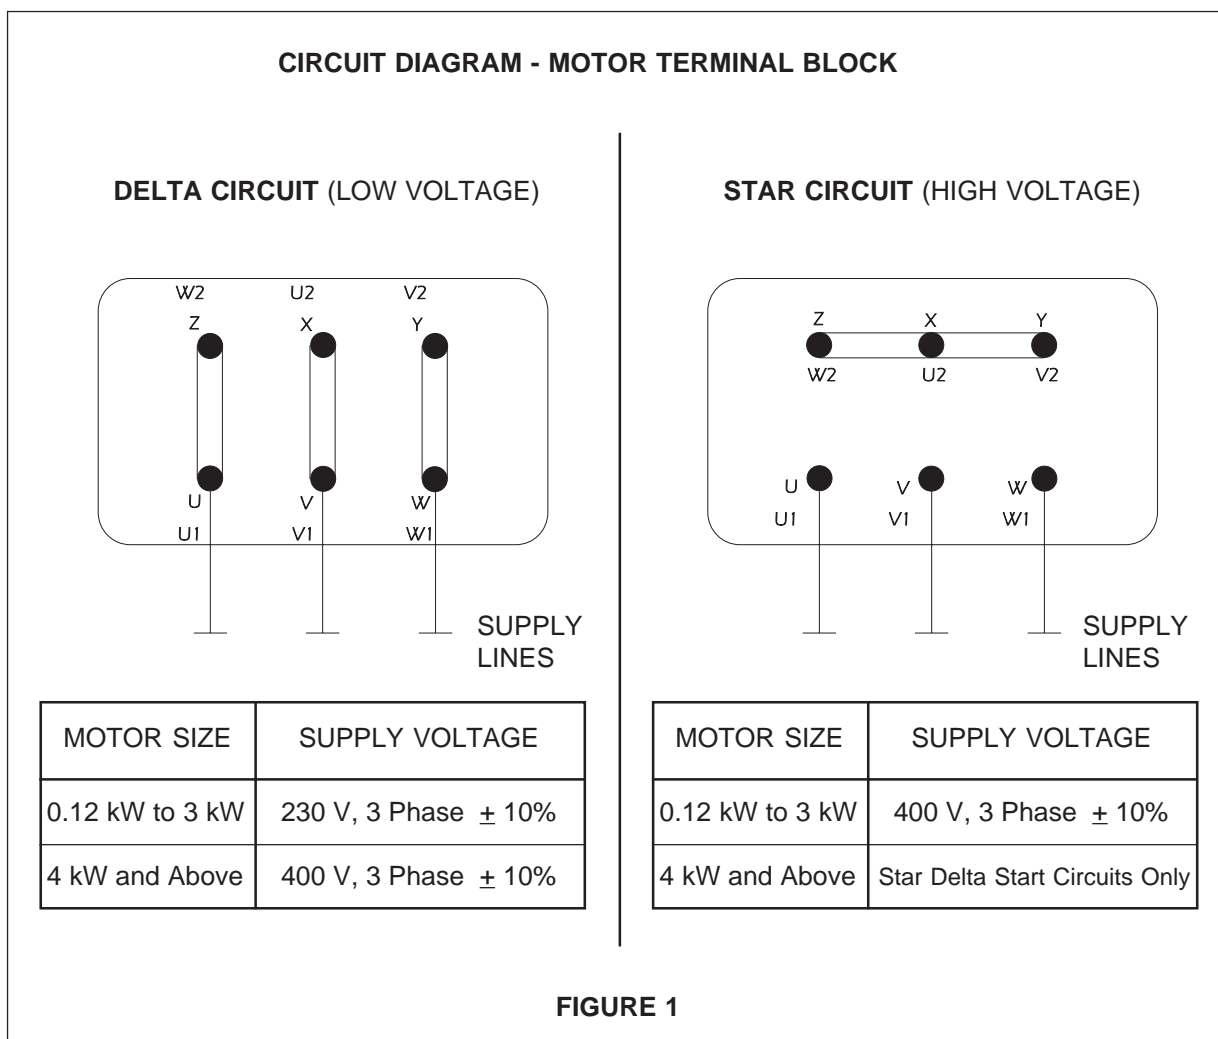 CIRCUIT DIAGRAM - MOTOR TERMINAL BLOCK
DELTA CIRCUIT (LOW VOLTAGE)
W2 U2 V2
Z X Y
U V W
U1 V1 W1
SUPPLY
LINES
MOTOR SIZE SUPPLY VOLTAGE
0.12 kW to 3 kW 230 V, 3 Phase ± 10%
4 kW and Above 400 V, 3 Phase ± 10%
STAR CIRCUIT (HIGH VOLTAGE)
Z X Y
W2 U2 V2
U V W
U1 V1 W1
SUPPLY
LINES
MOTOR SIZE SUPPLY VOLTAGE
0.12 kW to 3 kW 400 V, 3 Phase ± 10%
4 kW and Above Star Delta Start Circuits Only
FIGURE 1